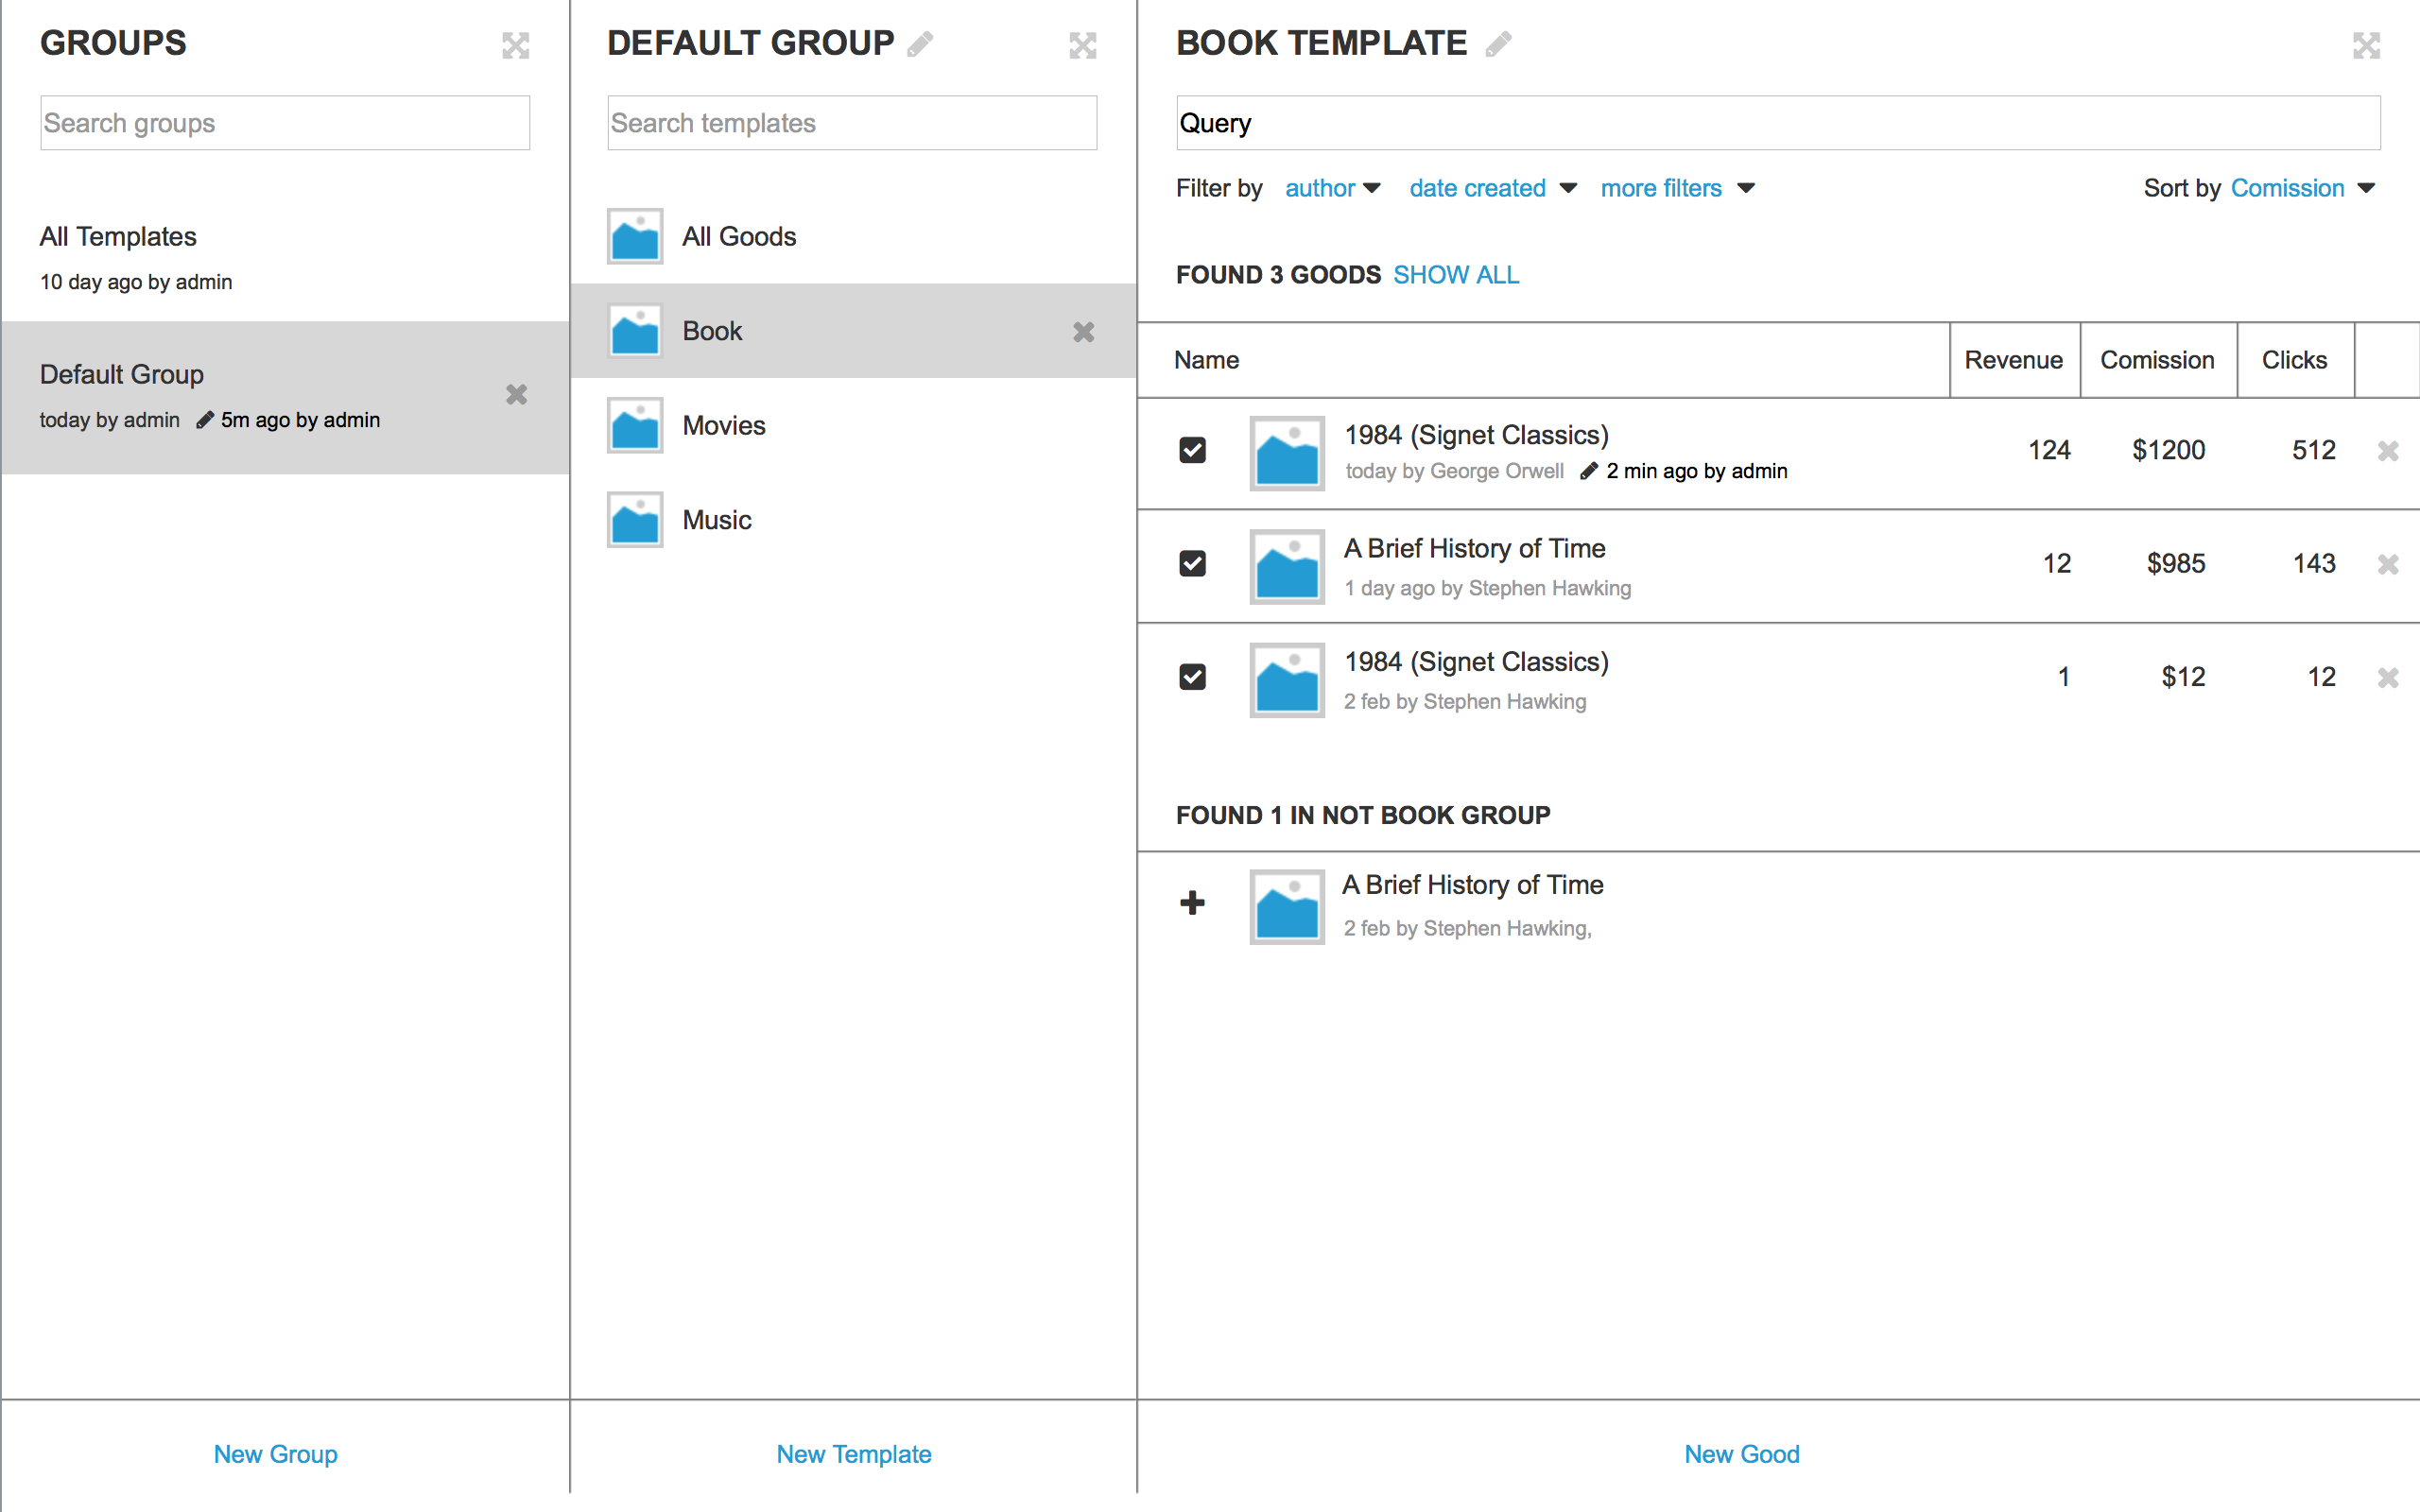 GROUPS
Search groups
All Templates
10 day ago by admin
Default Group
today by admin 5m ago by admin
New Group
DEFAULT GROUP
Search templates
All Goods
Book
Movies
Music
New Template
BOOK TEMPLATE
Query
Filter by author date created more filters Sort by Comission
FOUND 3 GOODS SHOW ALL
Name Revenue Comission Clicks
1984 (Signet Classics)
today by George Orwell 2 min ago by admin
124 $1200 512
A Brief History of Time
1 day ago by Stephen Hawking
12 $985 143
1984 (Signet Classics)
2 feb by Stephen Hawking
1 $12 12
FOUND 1 IN NOT BOOK GROUP
A Brief History of Time
2 feb by Stephen Hawking,
New Good